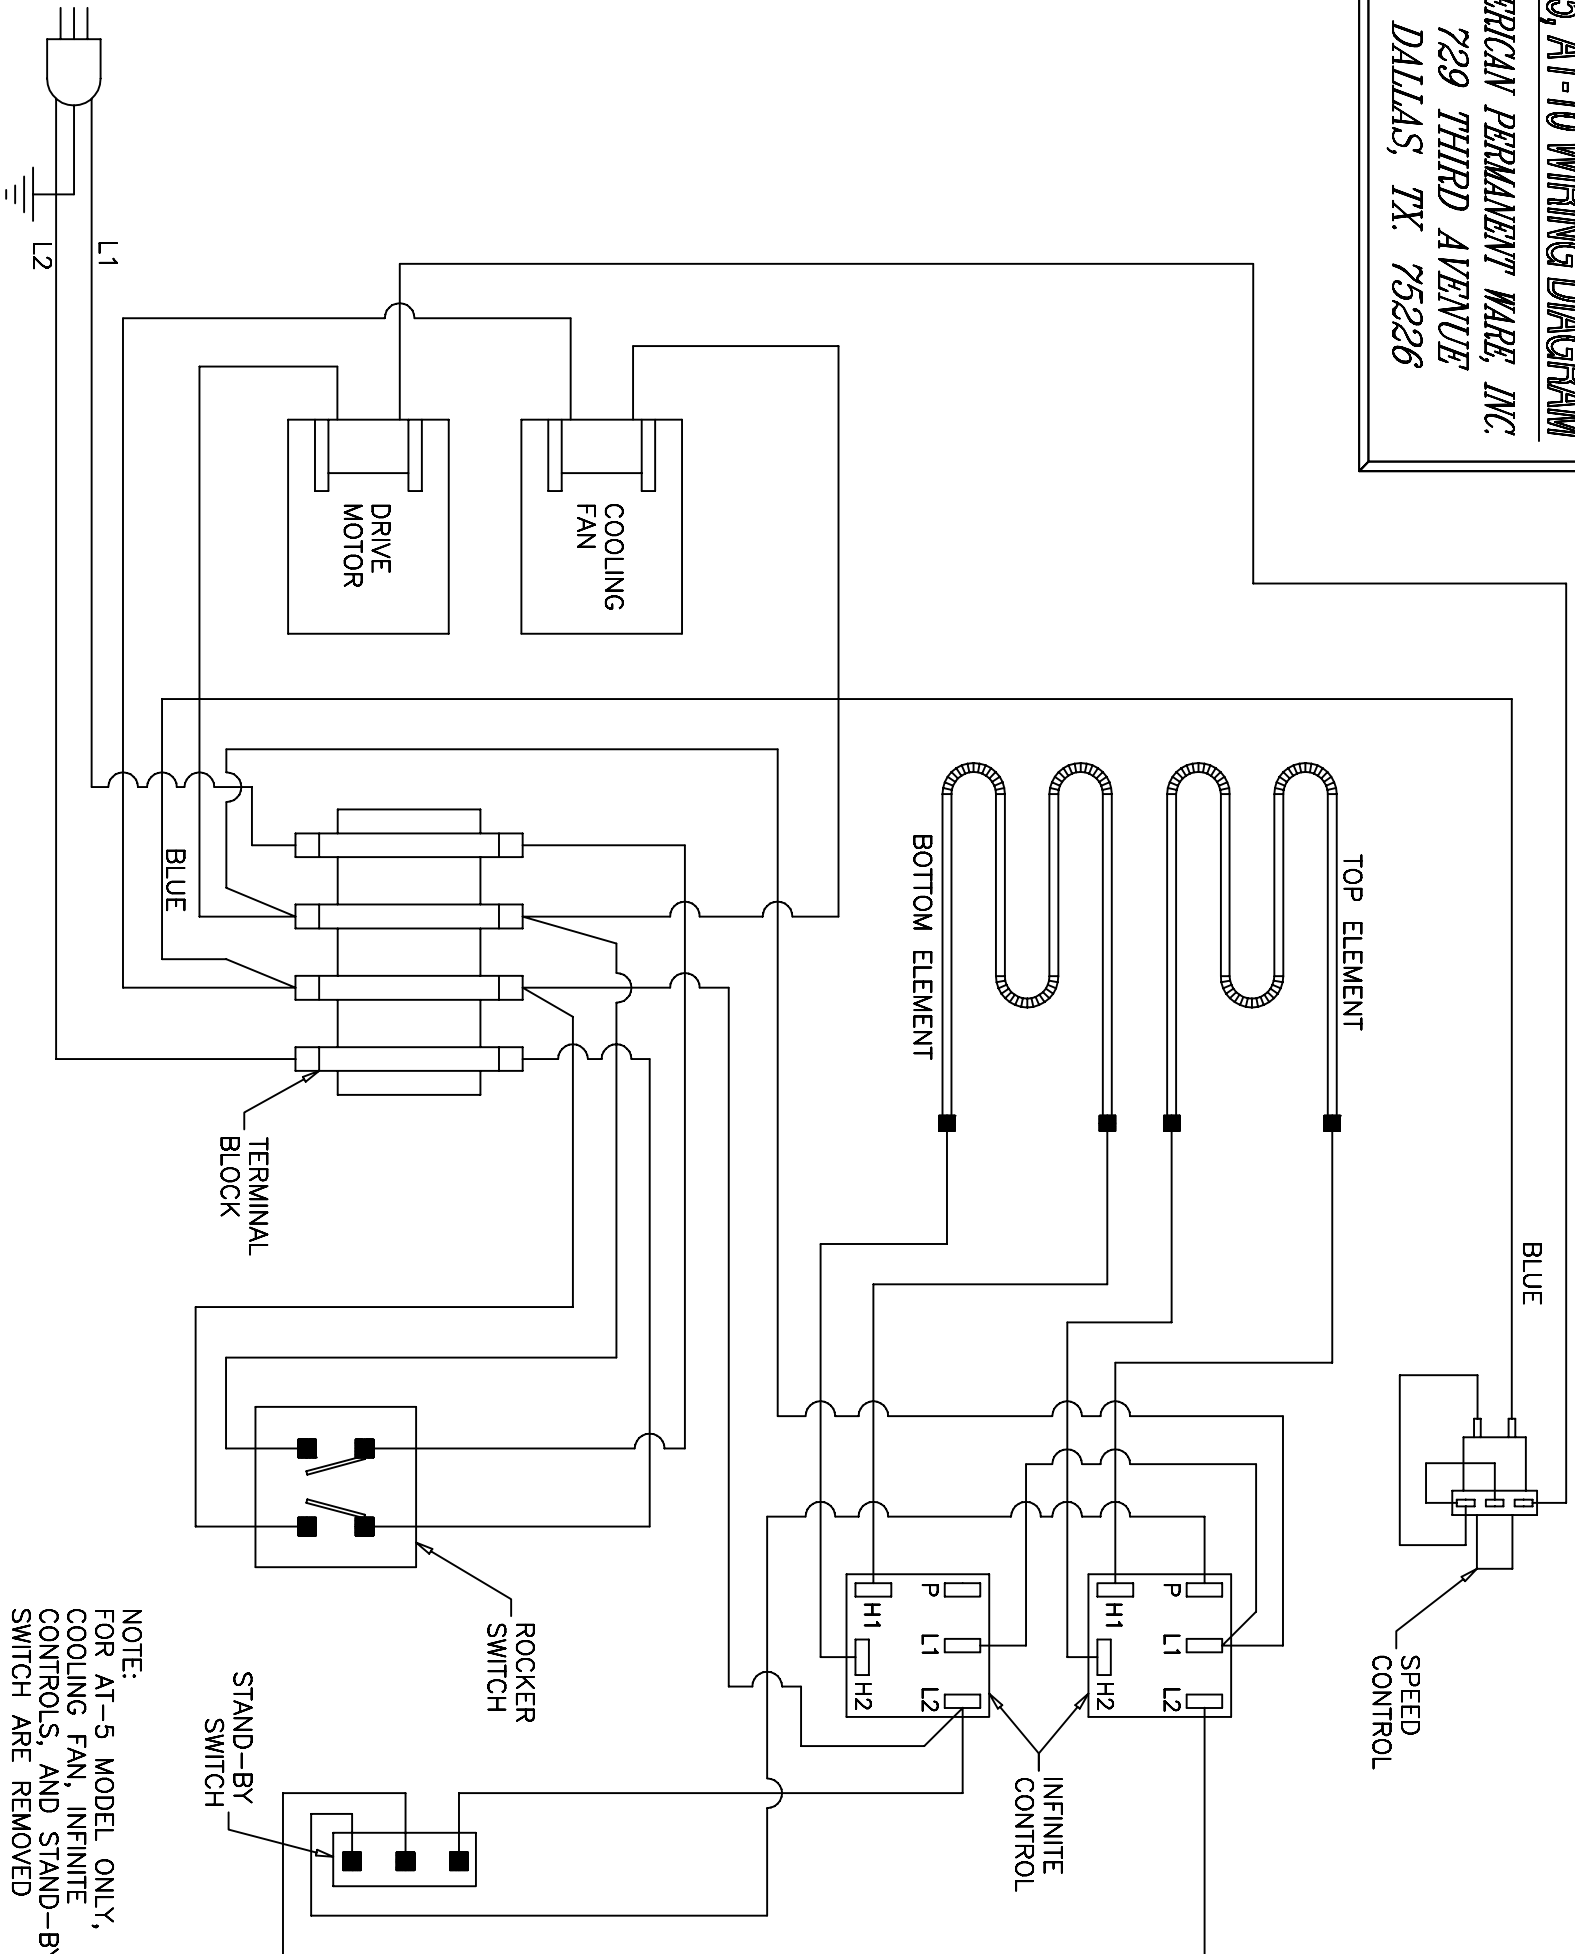 5, AT-10 WIRING DIAGRAM
ERICAN PERMANENT WARE, INC.
729 THIRD AVENUE
DALLAS, TX. 75226
L1
L2
COOLING
FAN
DRIVE
MOTOR
BLUE
TERMINAL
BLOCK
TOP ELEMENT
BOTTOM ELEMENT
BLUE
SPEED
CONTROL
P
L1
L2
H1
H2
P
L1
L2
H1
H2
INFINITE
CONTROL
ROCKER
SWITCH
STAND-BY
SWITCH
NOTE:
FOR AT-5 MODEL ONLY,
COOLING FAN, INFINITE
CONTROLS, AND STAND-BY
SWITCH ARE REMOVED